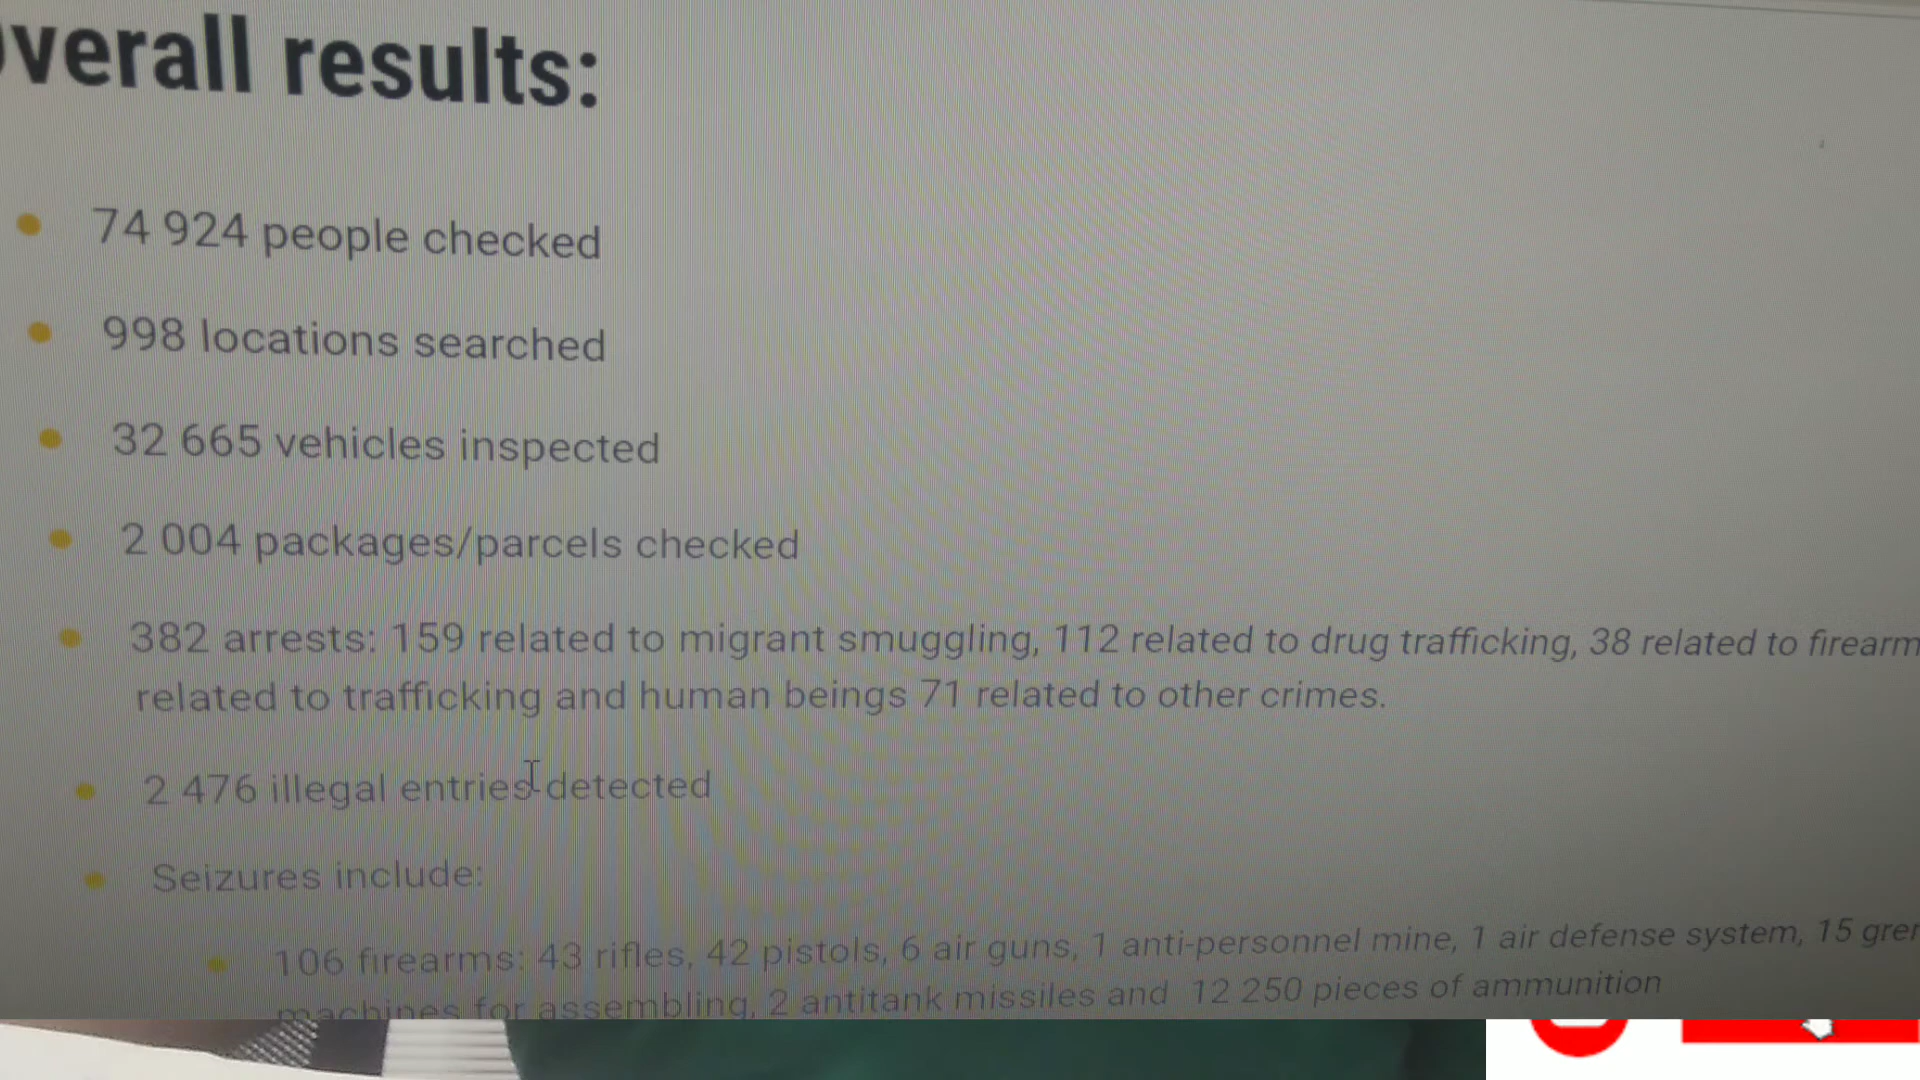 Overall results:
74 924 people checked
998 locations searched
32 665 vehicles inspected
2 004 packages/parcels checked
382 arrests: 159 related to migrant smuggling, 112 related to drug trafficking, 38 related to firearm
related to trafficking and human beings 71 related to other crimes.
2 476 illegal entries detected
Seizures include:
106 firearms: 43 rifles, 42 pistols, 6 air guns, 1 anti-personnel mine, 1 air defense system, 15 gre
machines for assembling, 2 antitank missiles and 12 250 pieces of ammunition